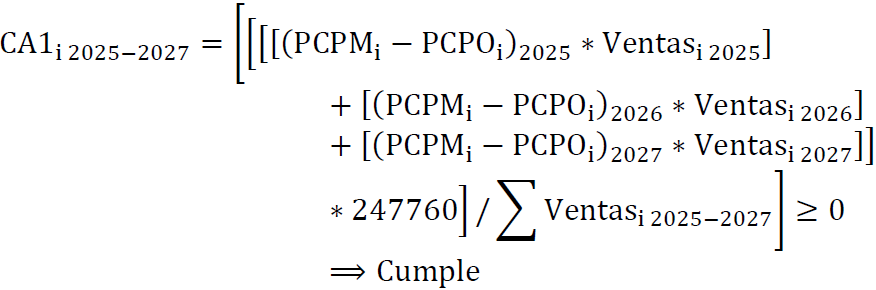 CA1ᵢ ₂₀₂₅₋₂₀₂₇ = [[[[(PCPMᵢ − PCPOᵢ)₂₀₂₅ ∗ Ventasᵢ ₂₀₂₅]
+ [(PCPMᵢ − PCPOᵢ)₂₀₂₆ ∗ Ventasᵢ ₂₀₂₆]
+ [(PCPMᵢ − PCPOᵢ)₂₀₂₇ ∗ Ventasᵢ ₂₀₂₇]]
∗ 247760] / ∑ Ventasᵢ ₂₀₂₅₋₂₀₂₇] ≥ 0
⟹ Cumple